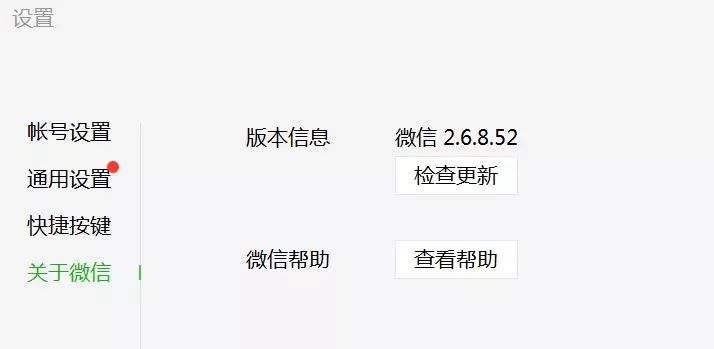 设置
帐号设置
通用设置
快捷按键
关于微信
版本信息
微信 2.6.8.52
检查更新
微信帮助
查看帮助